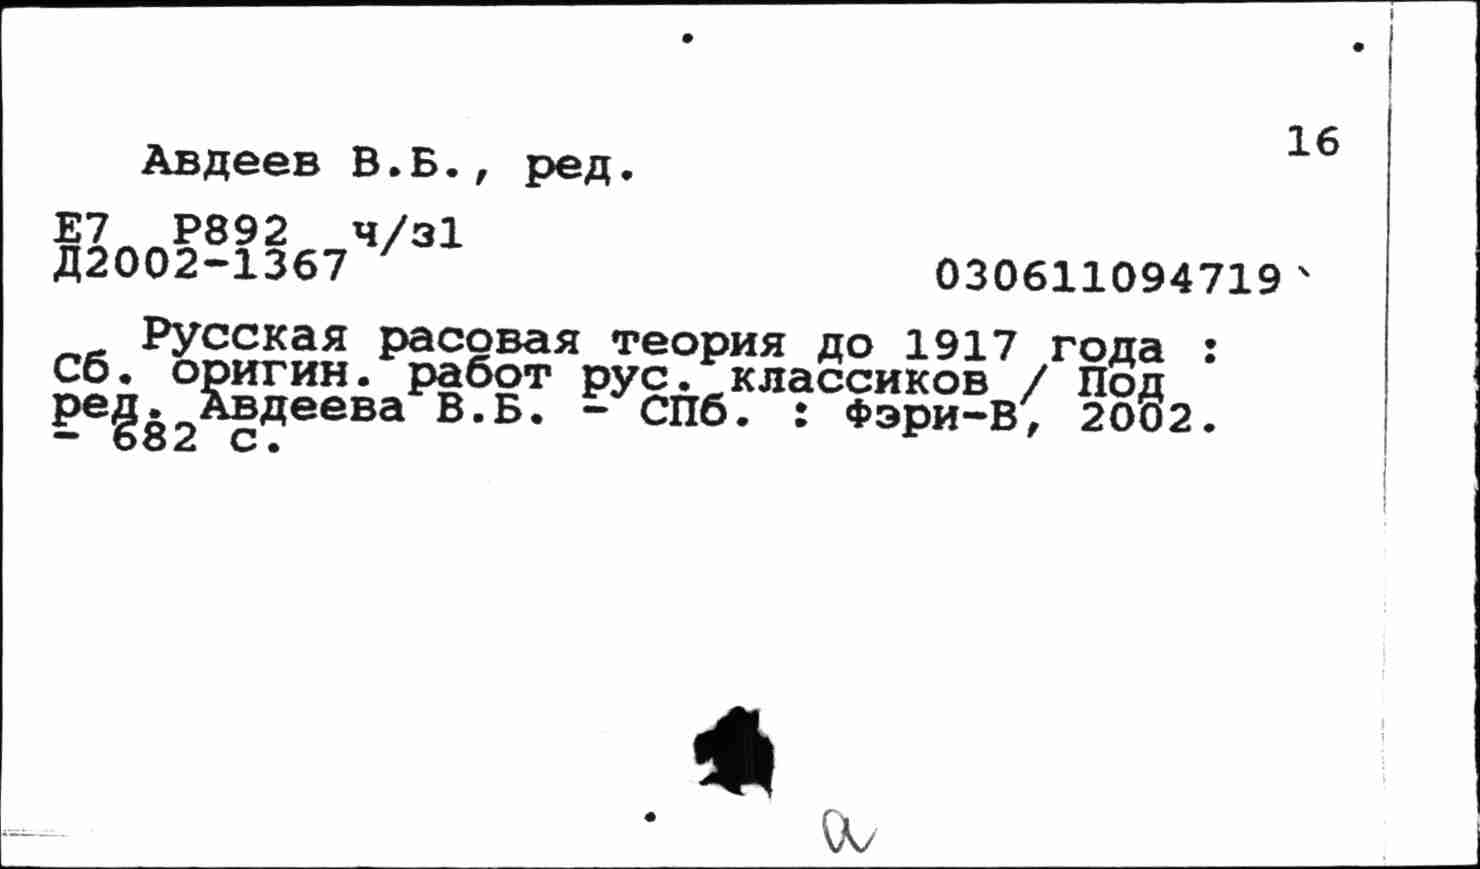 16
Авдеев В.Б., ред.
Е7 Р892 ч/з1
Д2002-1367
030611094719
Русская расовая теория до 1917 года :
Сб. оригин. работ рус. классиков / Под
ред. Авдеева В.Б. - СПб. : Фэри-В, 2002.
- 682 с.
а